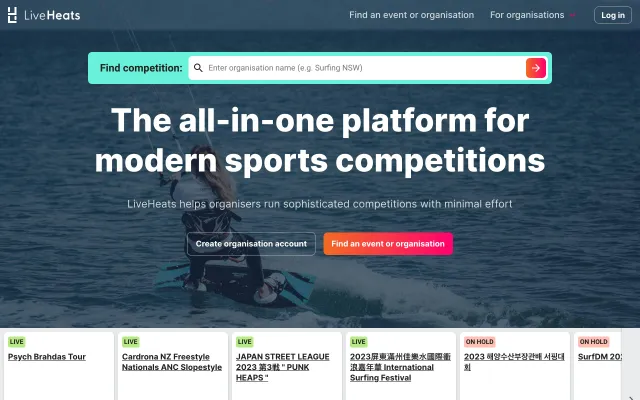 LiveHeats
Find an event or organisation
For organisations
Log in
Find competition:
Enter organisation name (e.g. Surfing NSW)
The all-in-one platform for
modern sports competitions
LiveHeats helps organisers run sophisticated competitions with minimal effort
Create organisation account
Find an event or organisation
LIVE
Psych Brahdas Tour
LIVE
Cardrona NZ Freestyle
Nationals ANC Slopestyle
LIVE
JAPAN STREET LEAGUE
2023 第3戦 " PUNK
HEAPS "
LIVE
2023屏東滿州佳樂水國際衝
浪嘉年華 International
Surfing Festival
ON HOLD
2023 해양수산부장관배 서핑대
회
ON HOLD
SurfDM